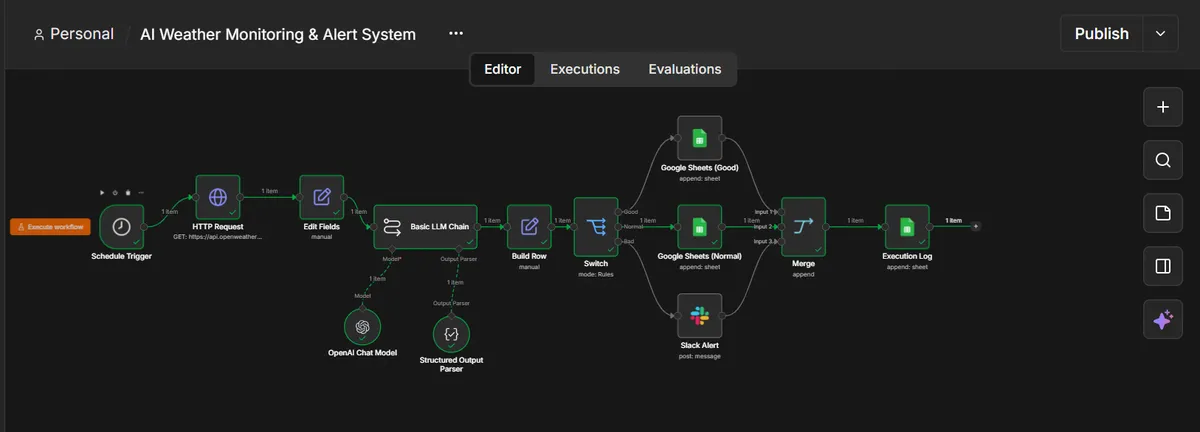 Personal / AI Weather Monitoring & Alert System ...
Publish
Editor Executions Evaluations
Google Sheets (Good)
append: sheet
1 item
HTTP Request
GET: https://api.openweather...
1 item
Edit Fields
manual
1 item
Execute workflow
Schedule Trigger
Basic LLM Chain
Model*
Output Parser
1 item
Build Row
manual
1 item
Switch
mode: Rules
Good
Normal
Bad
Google Sheets (Normal)
append: sheet
1 item
Input 1
Input 2
Input 3
Merge
append
1 item
Execution Log
append: sheet
1 item
1 item
Model
OpenAI Chat Model
1 item
Output Parser
Structured Output
Parser
Slack Alert
post: message